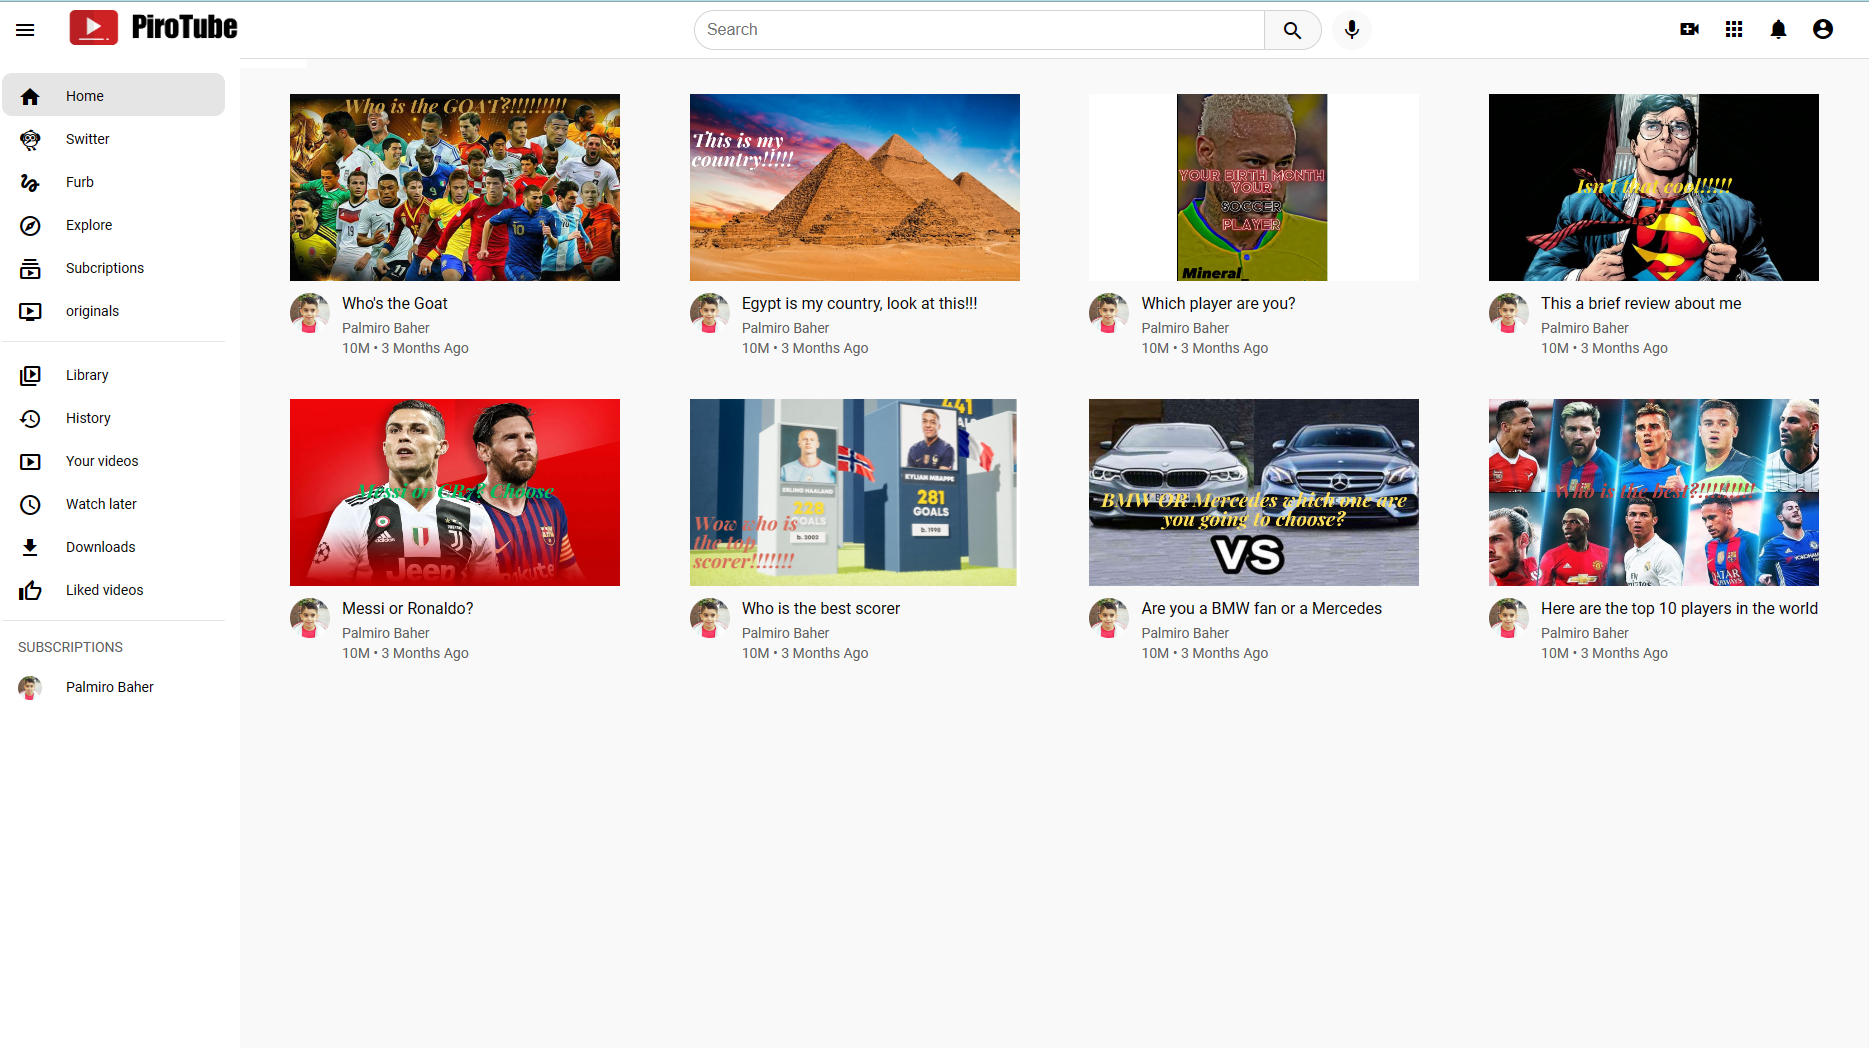 PiroTube
Search
Home
Switter
Furb
Explore
Subcriptions
originals
Library
History
Your videos
Watch later
Downloads
Liked videos
SUBSCRIPTIONS
Palmiro Baher
Who is the GOAT?!!!!!!!!!
Who's the Goat
Palmiro Baher
10M • 3 Months Ago
This is my
country!!!!!
Egypt is my country, look at this!!!
Palmiro Baher
10M • 3 Months Ago
YOUR BIRTH MONTH
YOUR
SOCCER
PLAYER
Mineral_
Which player are you?
Palmiro Baher
10M • 3 Months Ago
Isn't that cool!!!!!
This a brief review about me
Palmiro Baher
10M • 3 Months Ago
Messi or CR7? Choose
Jeep
Messi or Ronaldo?
Palmiro Baher
10M • 3 Months Ago
441
ERLING HAALAND
228
GOALS
b. 2002
KYLIAN MBAPPE
281
GOALS
b. 1998
Wow who is
the top
scorer!!!!!!!
Who is the best scorer
Palmiro Baher
10M • 3 Months Ago
BMW OR Mercedes which one are
you going to choose?
VS
Are you a BMW fan or a Mercedes
Palmiro Baher
10M • 3 Months Ago
Who is the best?!!!!!!!!!!
Here are the top 10 players in the world
Palmiro Baher
10M • 3 Months Ago